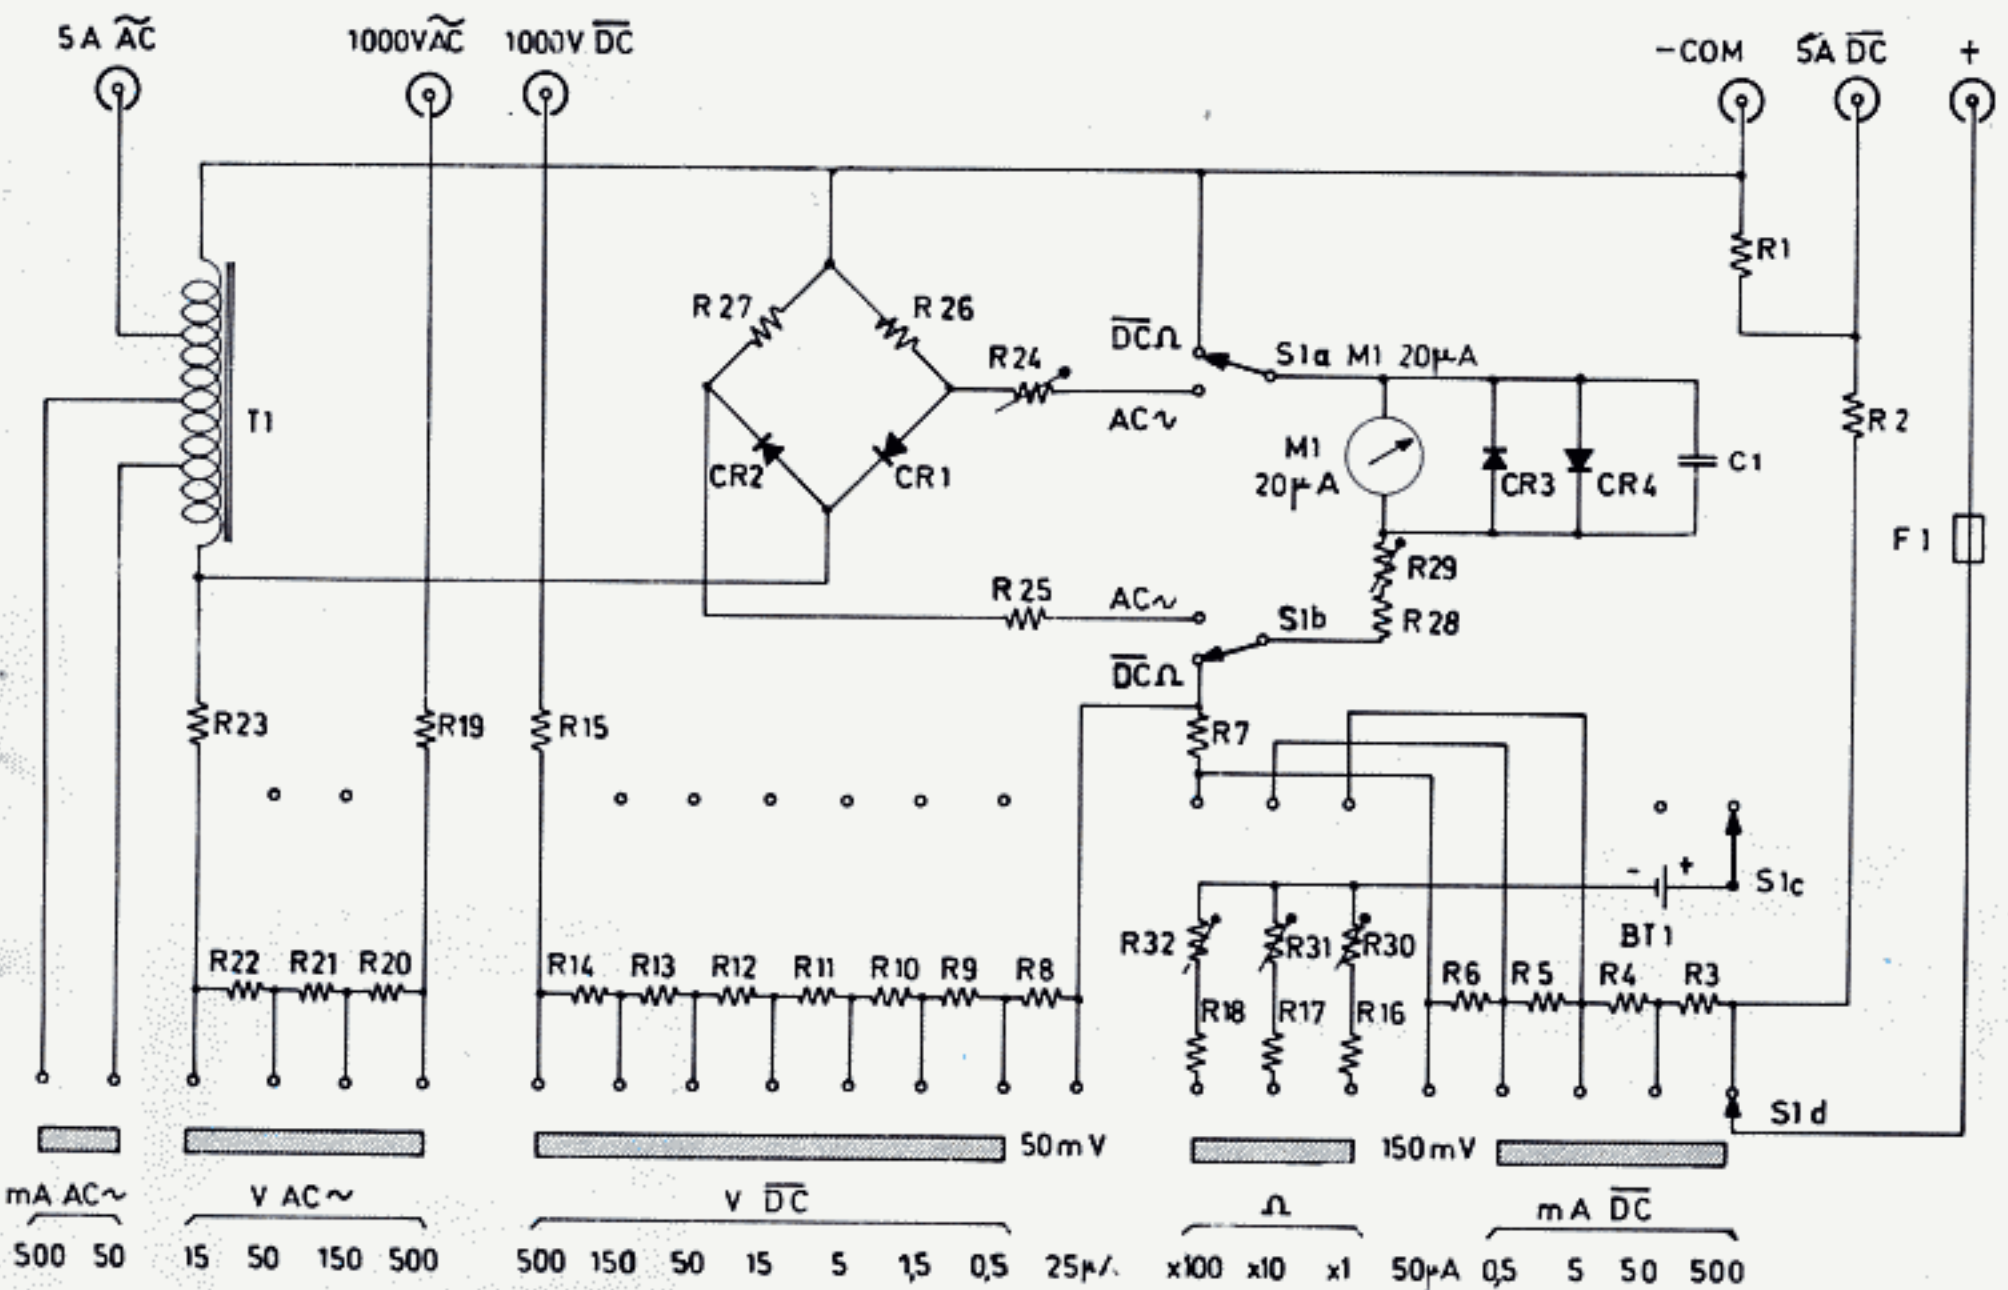 5A AC 1000V AC 1000V DC -COM 5A DC +
R1
R27 R26
R24 DCΩ S1a M1 20µA
AC~
T1 R2
M1
20µA CR3 CR4 C1
CR2 CR1
F1
R29
R25 AC~ S1b R28
DCΩ
R23 R19 R15 R7
- + S1c
BT1
R32 R31 R30
R22 R21 R20 R14 R13 R12 R11 R10 R9 R8 R6 R5 R4 R3
R18 R17 R16
S1d
50mV 150mV
mA AC~ V AC~ V DC Ω mA DC
500 50 15 50 150 500 500 150 50 15 5 1,5 0,5 x100 x10 x1 50µA 0,5 5 50 500